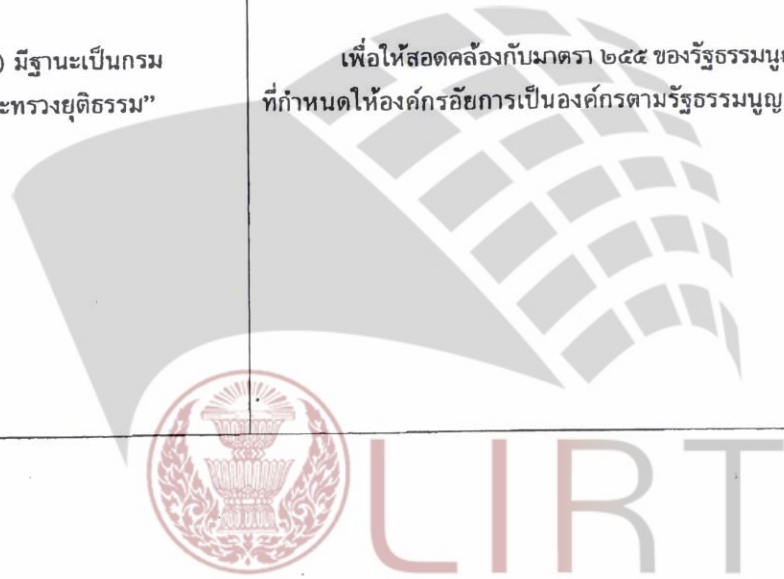 ) มีฐานะเป็นกรม
ะทรวงยุติธรรม”
เพื่อให้สอดคล้องกับมาตรา ๒๕๕ ของรัฐธรรมนูญ
ที่กำหนดให้องค์กรอัยการเป็นองค์กรตามรัฐธรรมนูญ
LIRT